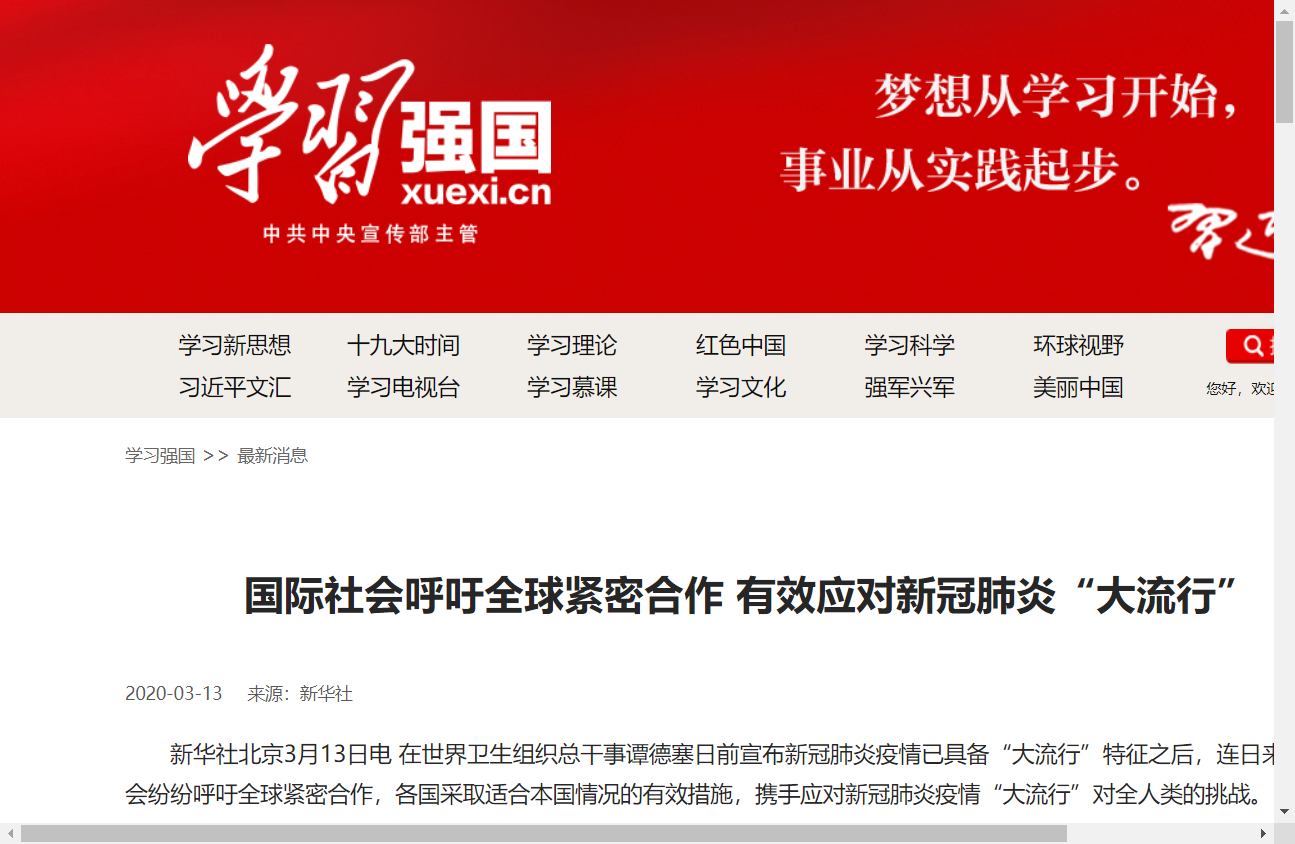 学習强国
xuexi.cn
中共中央宣传部主管
梦想从学习开始，
事业从实践起步。
学习新思想 十九大时间 学习理论 红色中国 学习科学 环球视野
习近平文汇 学习电视台 学习慕课 学习文化 强军兴军 美丽中国
您好，欢迎
学习强国 >> 最新消息
国际社会呼吁全球紧密合作 有效应对新冠肺炎“大流行”
2020-03-13 来源：新华社
新华社北京3月13日电 在世界卫生组织总干事谭德塞日前宣布新冠肺炎疫情已具备“大流行”特征之后，连日来
会纷纷呼吁全球紧密合作，各国采取适合本国情况的有效措施，携手应对新冠肺炎疫情“大流行”对全人类的挑战。